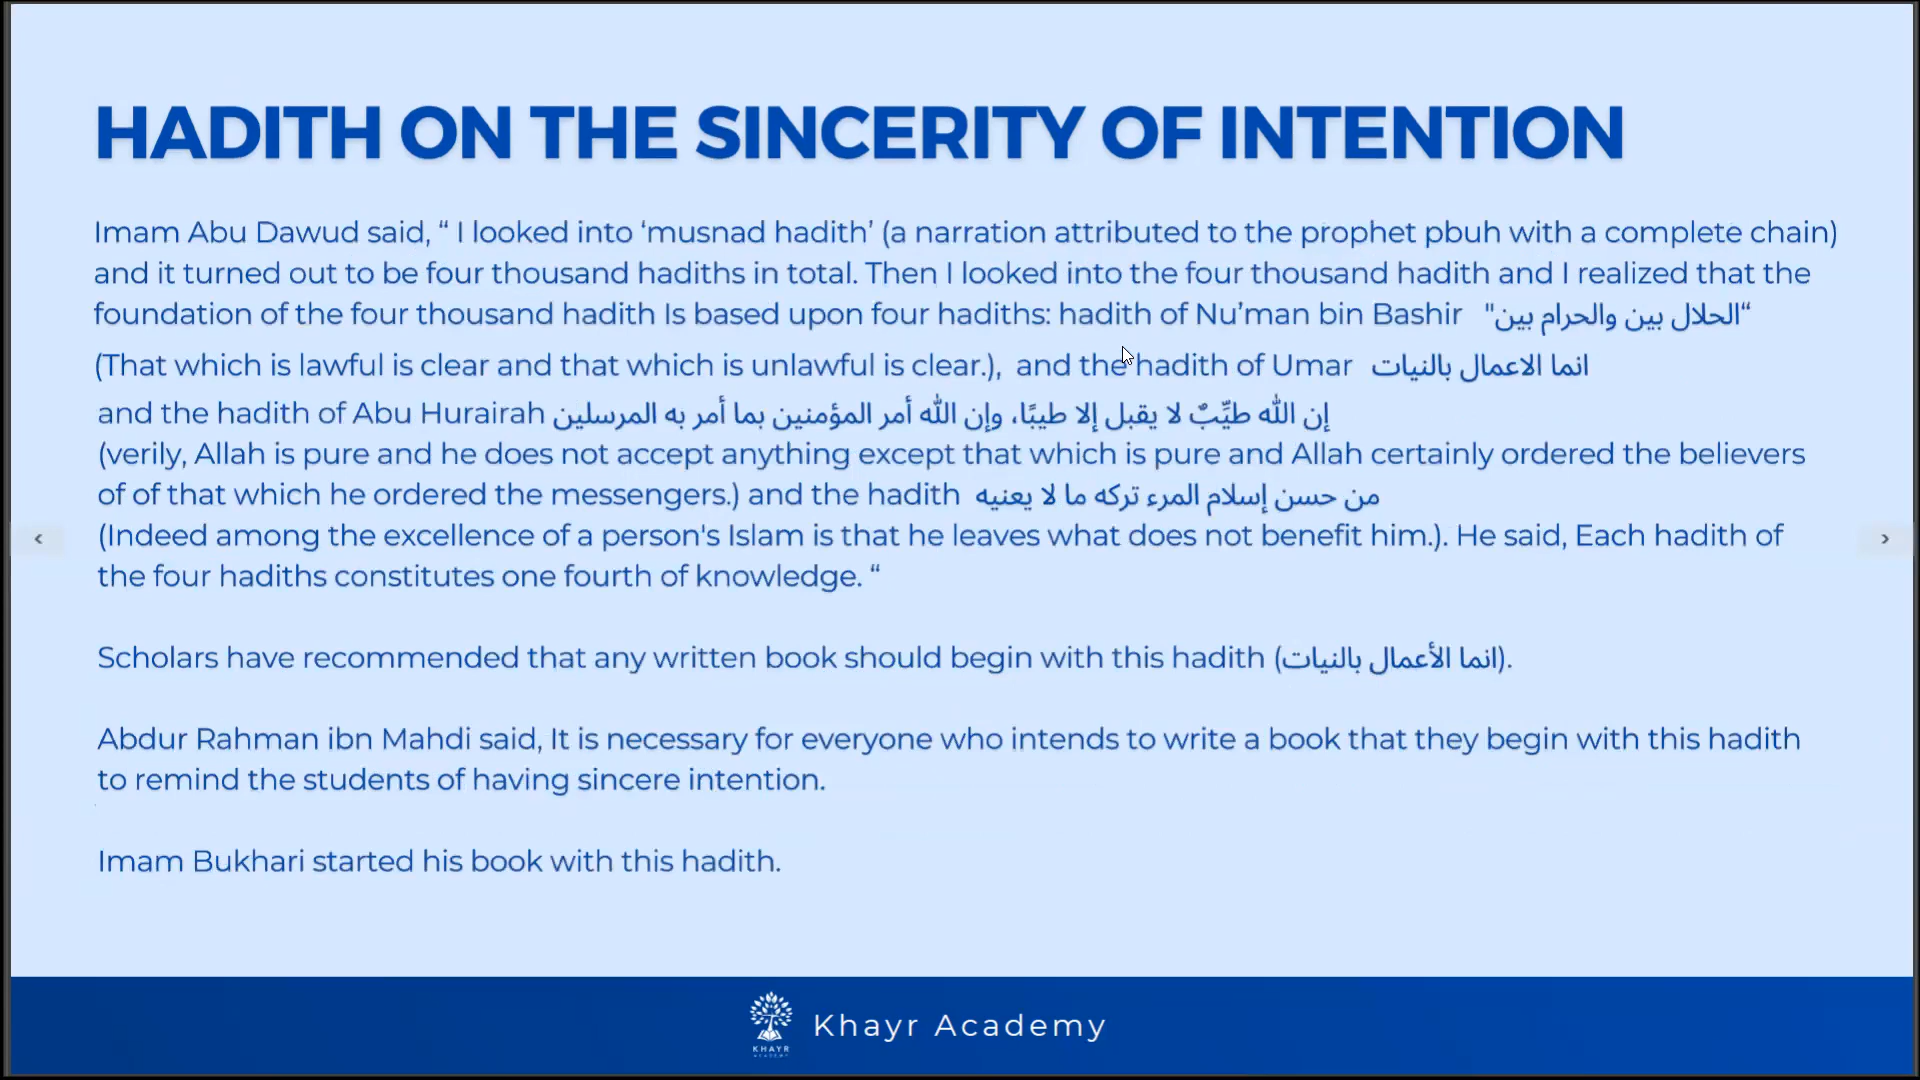 HADITH ON THE SINCERITY OF INTENTION
Imam Abu Dawud said, “ I looked into ‘musnad hadith’ (a narration attributed to the prophet pbuh with a complete chain)
and it turned out to be four thousand hadiths in total. Then I looked into the four thousand hadith and I realized that the
foundation of the four thousand hadith Is based upon four hadiths: hadith of Nu’man bin Bashir “الحلال بين والحرام بين"
(That which is lawful is clear and that which is unlawful is clear.), and the hadith of Umar انما الاعمال بالنيات
and the hadith of Abu Hurairah إن الله طيِّبٌ لا يقبل إلا طيبًا، وإن الله أمر المؤمنين بما أمر به المرسلين
(verily, Allah is pure and he does not accept anything except that which is pure and Allah certainly ordered the believers
of of that which he ordered the messengers.) and the hadith من حسن إسلام المرء تركه ما لا يعنيه
(Indeed among the excellence of a person's Islam is that he leaves what does not benefit him.). He said, Each hadith of
the four hadiths constitutes one fourth of knowledge. “
Scholars have recommended that any written book should begin with this hadith (انما الأعمال بالنيات).
Abdur Rahman ibn Mahdi said, It is necessary for everyone who intends to write a book that they begin with this hadith
to remind the students of having sincere intention.
Imam Bukhari started his book with this hadith.
KHAYR
ACADEMY
Khayr Academy